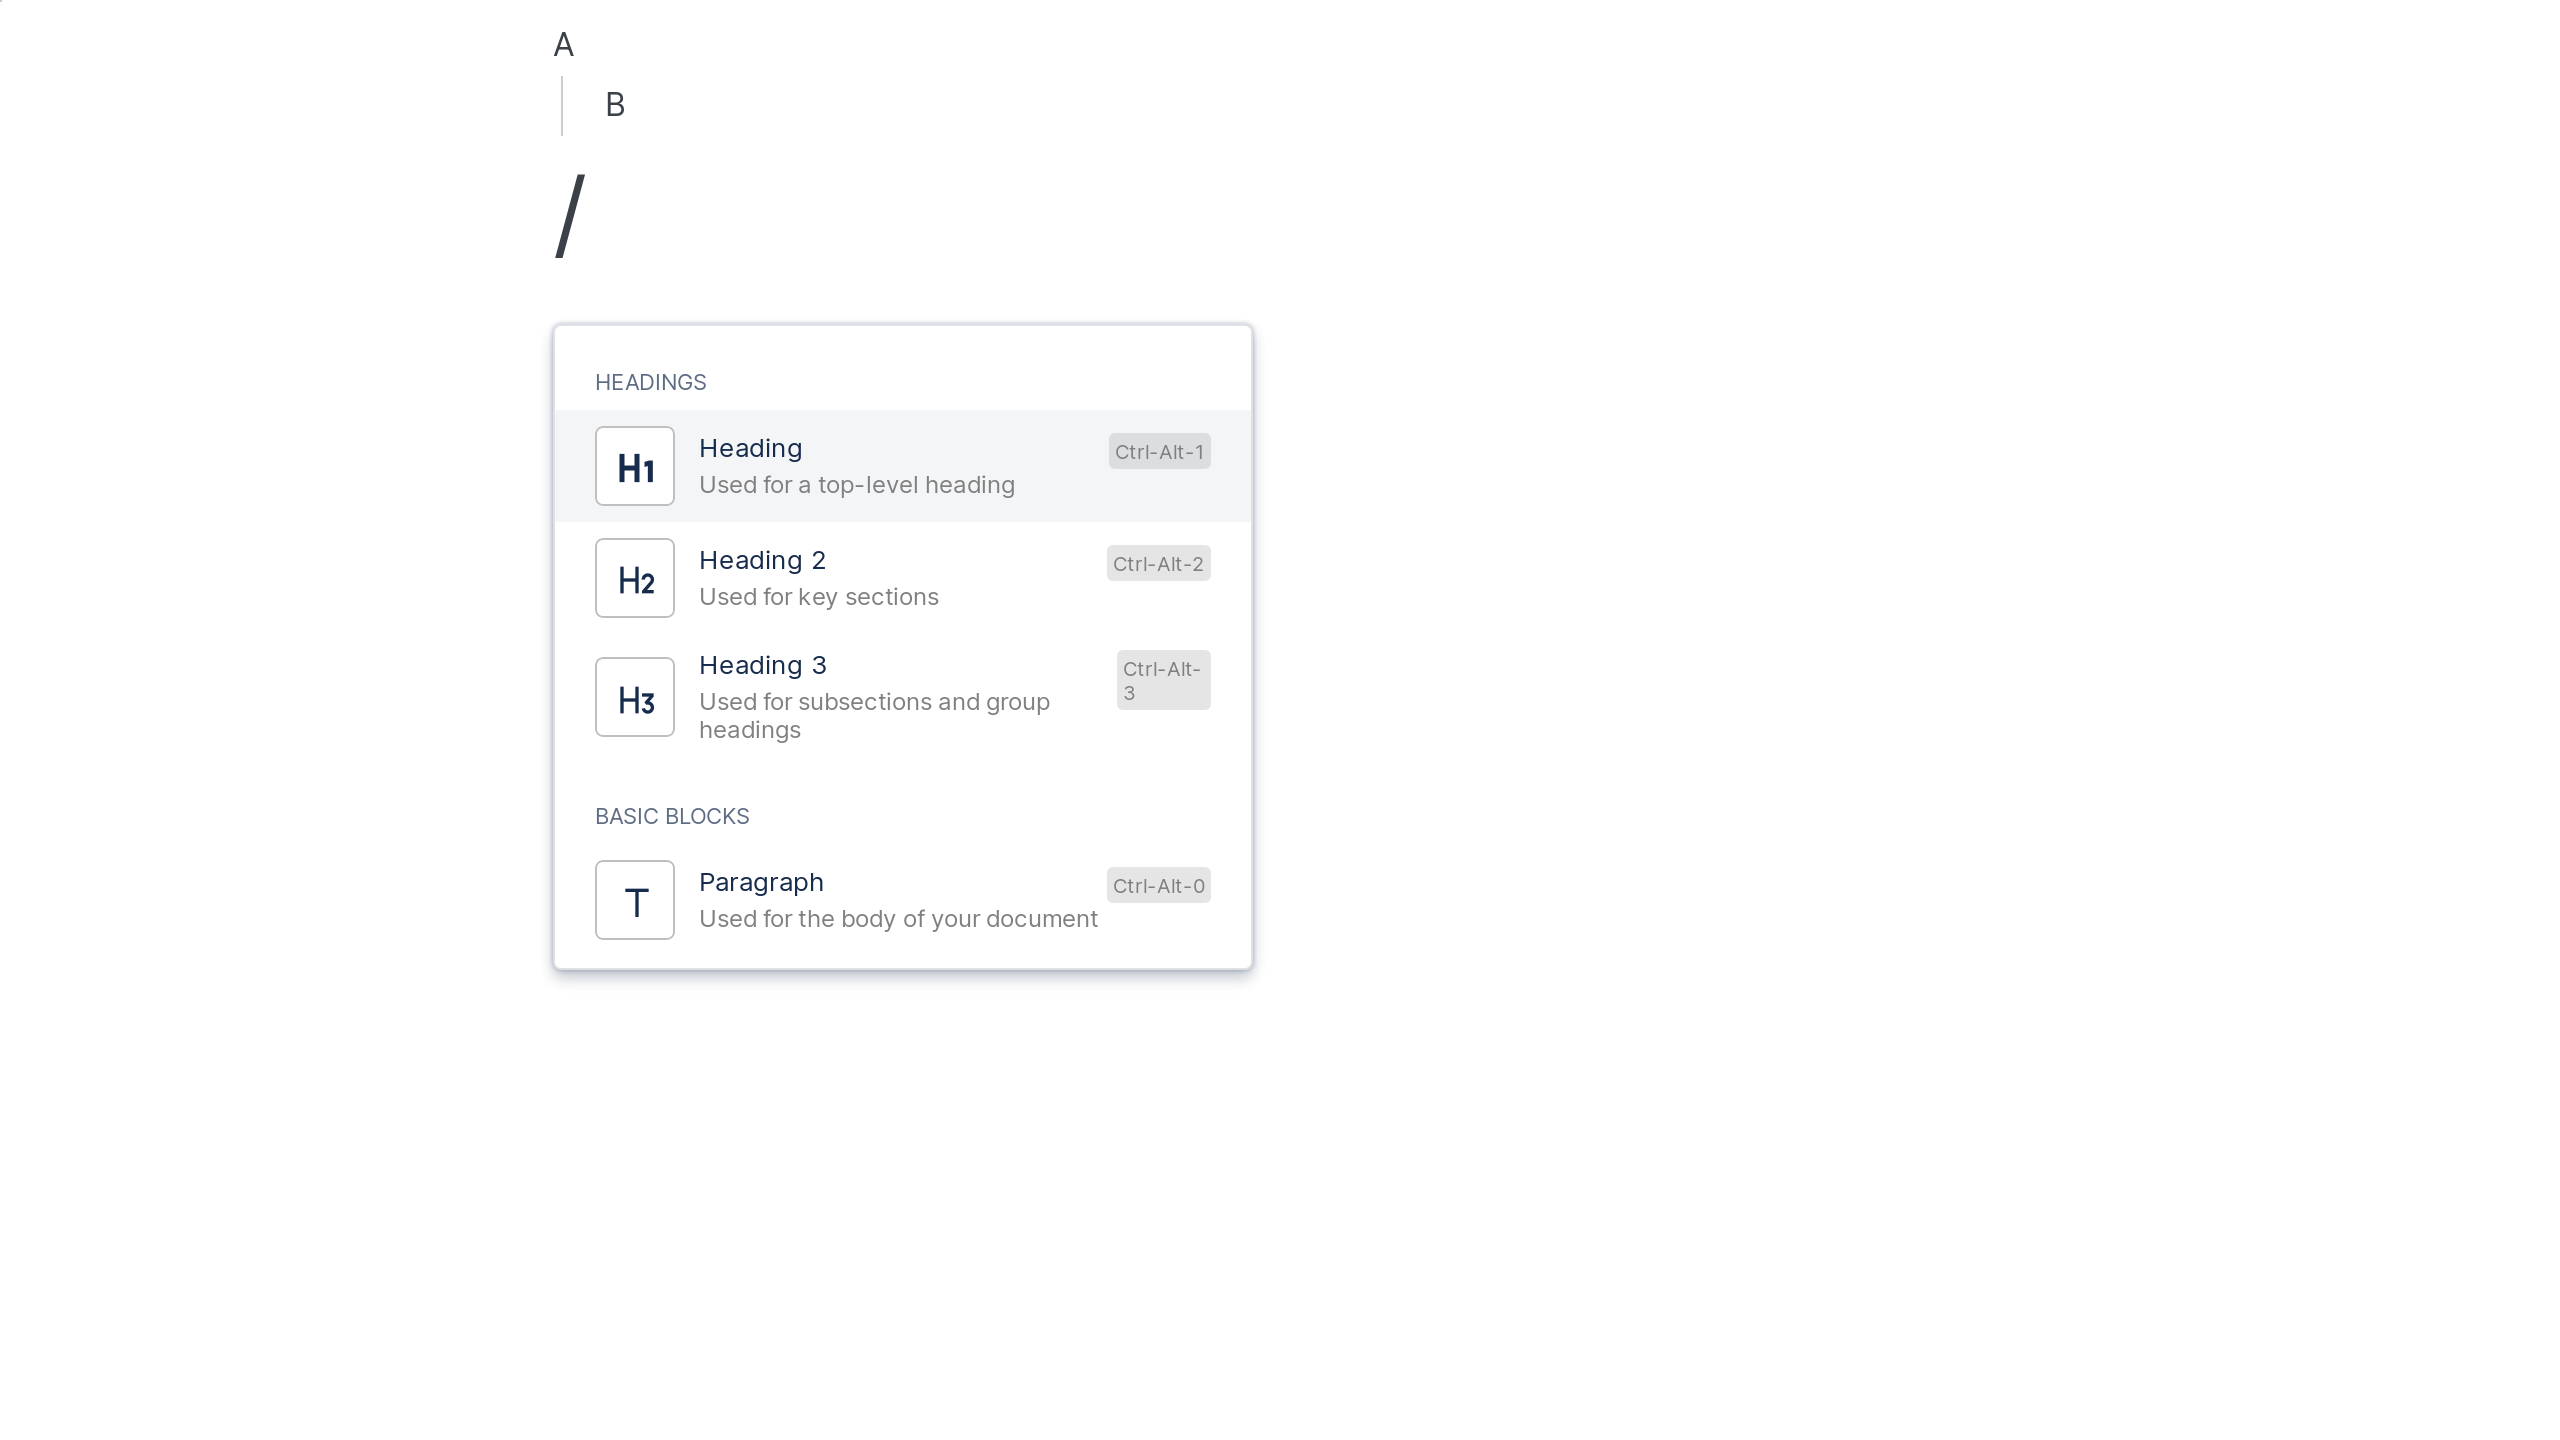 A
B
/
HEADINGS
H1
Heading
Ctrl-Alt-1
Used for a top-level heading
H2
Heading 2
Ctrl-Alt-2
Used for key sections
H3
Heading 3
Ctrl-Alt-
3
Used for subsections and group
headings
BASIC BLOCKS
T
Paragraph
Ctrl-Alt-0
Used for the body of your document